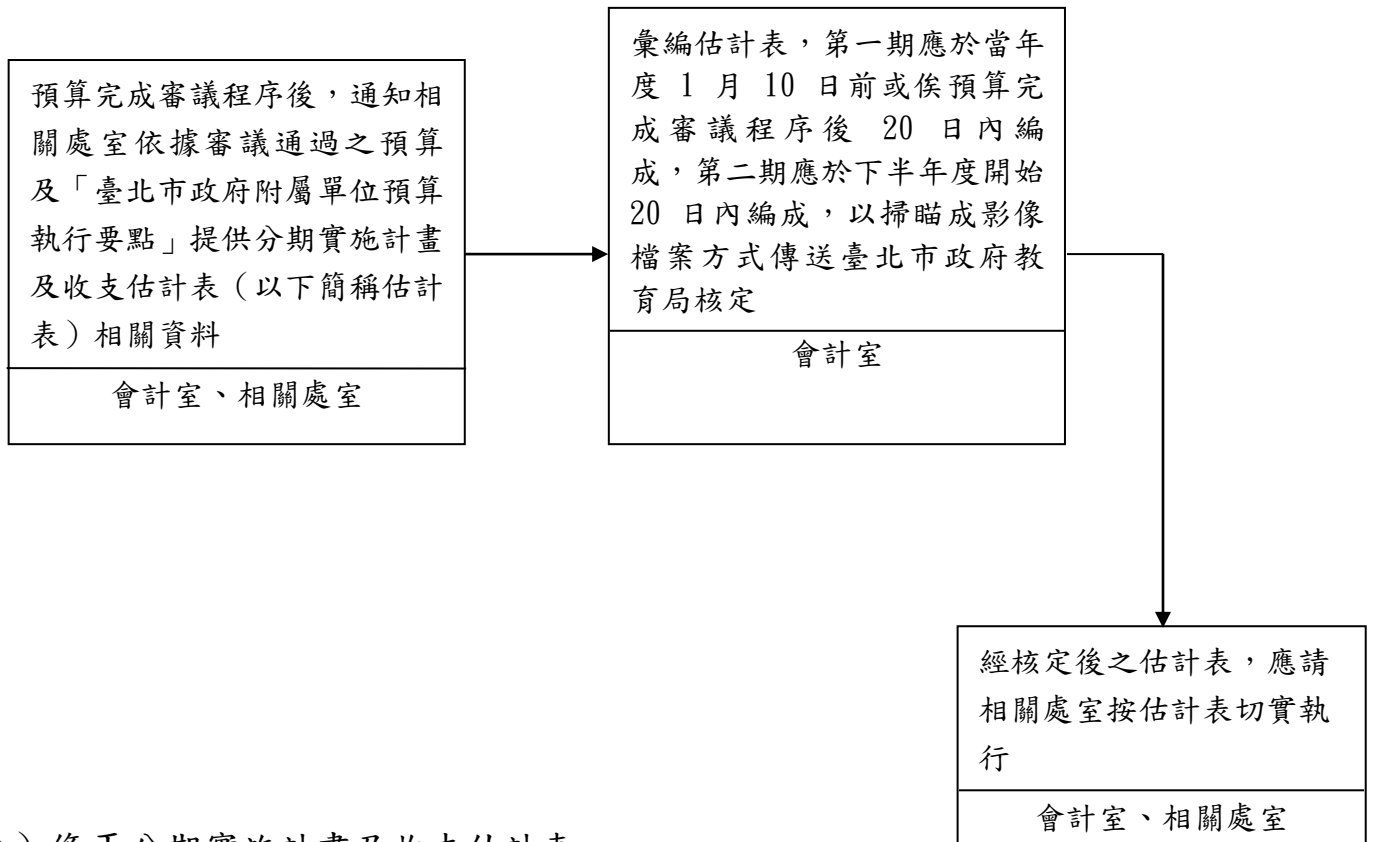 預算完成審議程序後，通知相
關處室依據審議通過之預算
及「臺北市政府附屬單位預算
執行要點」提供分期實施計畫
及收支估計表（以下簡稱估計
表）相關資料
會計室、相關處室
彙編估計表，第一期應於當年
度 1 月 10 日前或俟預算完
成審議程序後 20 日內編
成，第二期應於下半年度開始
20 日內編成，以掃瞄成影像
檔案方式傳送臺北市政府教
育局核定
會計室
經核定後之估計表，應請
相關處室按估計表切實執
行
會計室、相關處室